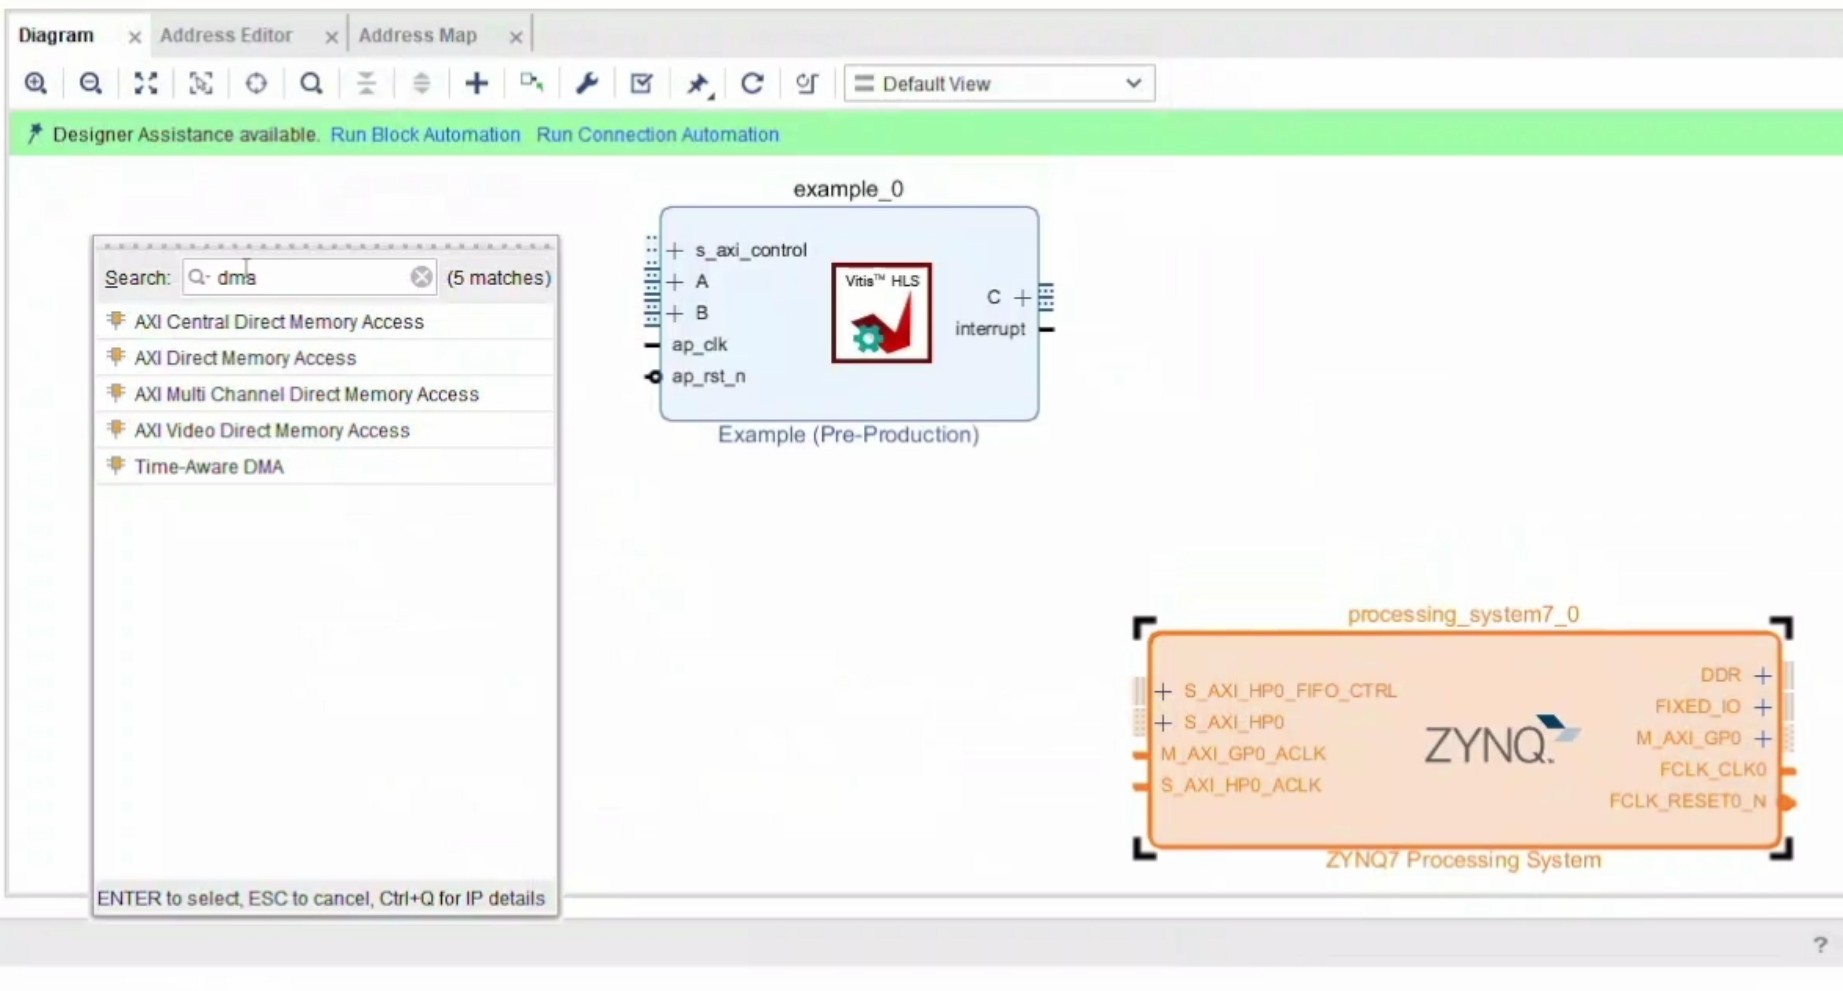 Diagram
Address Editor
Address Map
Default View
Designer Assistance available. Run Block Automation Run Connection Automation
example_0
s_axi_control
A
B
ap_clk
ap_rst_n
Vitis™ HLS
C
interrupt
Example (Pre-Production)
Search: dma (5 matches)
AXI Central Direct Memory Access
AXI Direct Memory Access
AXI Multi Channel Direct Memory Access
AXI Video Direct Memory Access
Time-Aware DMA
ENTER to select, ESC to cancel, Ctrl+Q for IP details
processing_system7_0
S_AXI_HP0_FIFO_CTRL
S_AXI_HP0
M_AXI_GP0_ACLK
S_AXI_HP0_ACLK
ZYNQ.
DDR
FIXED_IO
M_AXI_GP0
FCLK_CLK0
FCLK_RESET0_N
ZYNQ7 Processing System
?